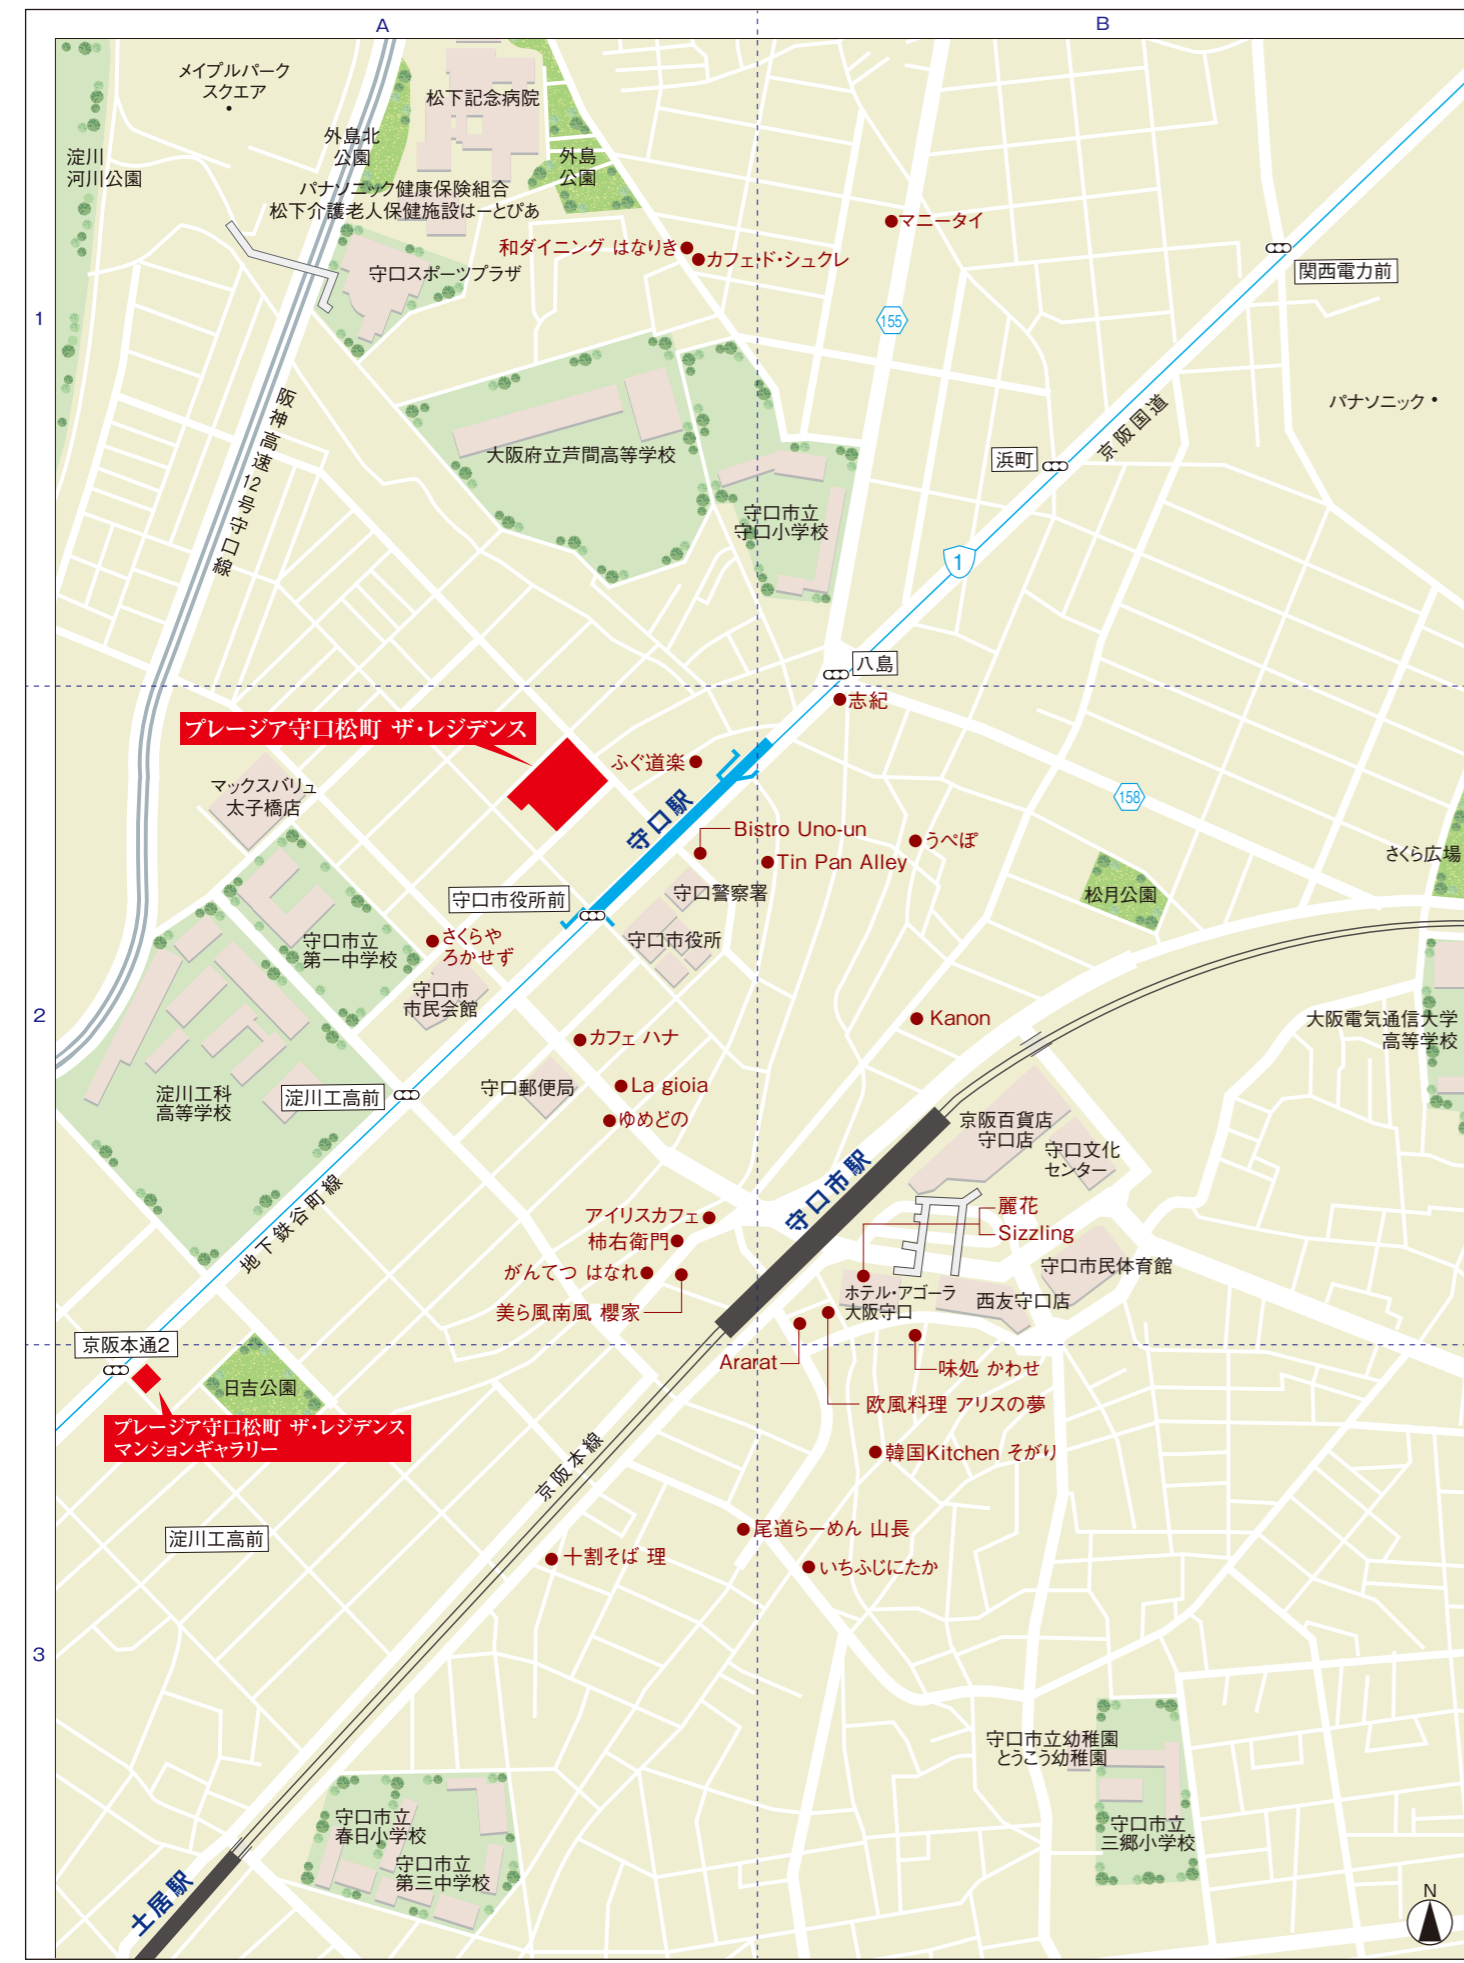 A
B
メイプルパーク
スクエア
松下記念病院
外島北
公園
淀川
河川公園
外島
公園
パナソニック健康保険組合
松下介護老人保健施設はーとぴあ
マニータイ
和ダイニング はなりき
カフェ・ド・シュクレ
守口スポーツプラザ
関西電力前
1
155
阪神高速12号守口線
パナソニック
京阪国道
大阪府立芦間高等学校
浜町
守口市立
守口小学校
1
八島
志紀
プレージア守口松町 ザ・レジデンス
ふぐ道楽
マックスバリュ
太子橋店
守口駅
158
Bistro Uno-un
うぺぽ
Tin Pan Alley
さくら広場
守口警察署
松月公園
守口市役所前
さくらや
ろかせず
守口市役所
守口市立
第一中学校
守口市
市民会館
2
Kanon
大阪電気通信大学
高等学校
カフェ ハナ
守口郵便局
La gioia
淀川工科
高等学校
淀川工高前
ゆめどの
京阪百貨店
守口店
守口文化
センター
守口市駅
地下鉄谷町線
アイリスカフェ
麗花
Sizzling
柿右衛門
がんてつ はなれ
守口市民体育館
美ら風南風 櫻家
ホテル・アゴーラ
大阪守口
西友守口店
京阪本通2
Ararat
味処 かわせ
日吉公園
欧風料理 アリスの夢
プレージア守口松町 ザ・レジデンス
マンションギャラリー
韓国Kitchen そがり
京阪本線
淀川工高前
尾道らーめん 山長
十割そば 理
いちふじにたか
3
守口市立幼稚園
とうこう幼稚園
守口市立
春日小学校
守口市立
三郷小学校
守口市立
第三中学校
土居駅
N